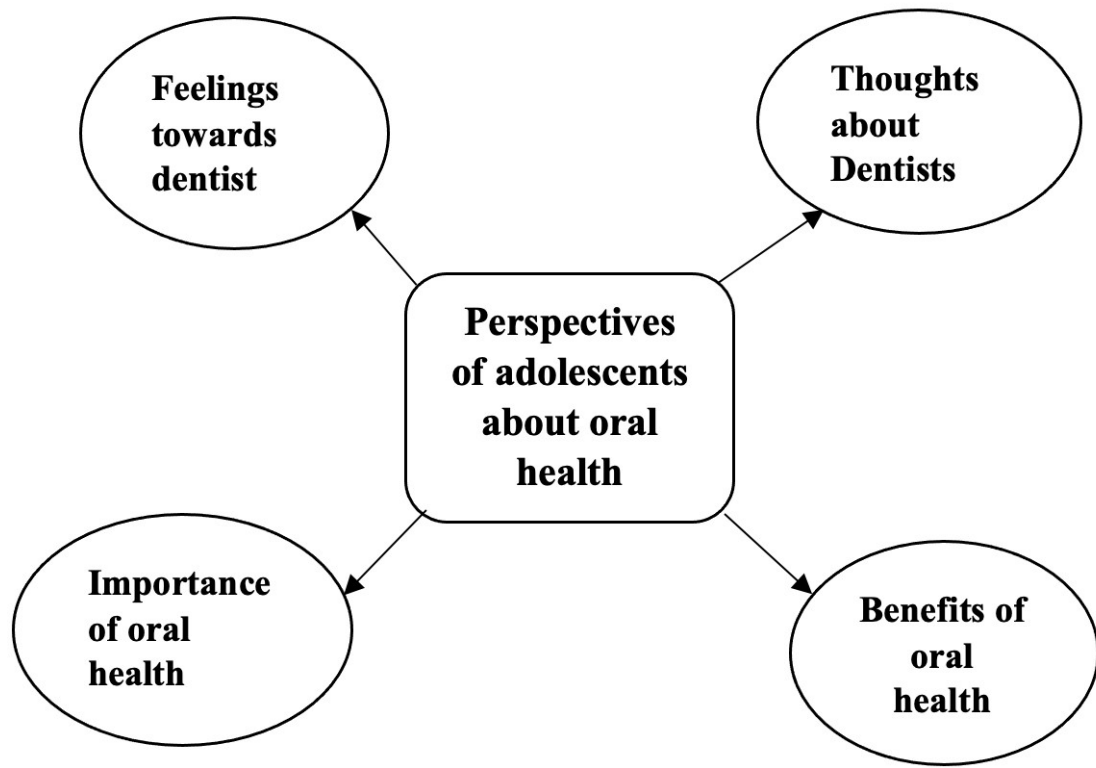 Feelings
towards
dentist
Thoughts
about
Dentists
Perspectives
of adolescents
about oral
health
Importance
of oral
health
Benefits of
oral
health